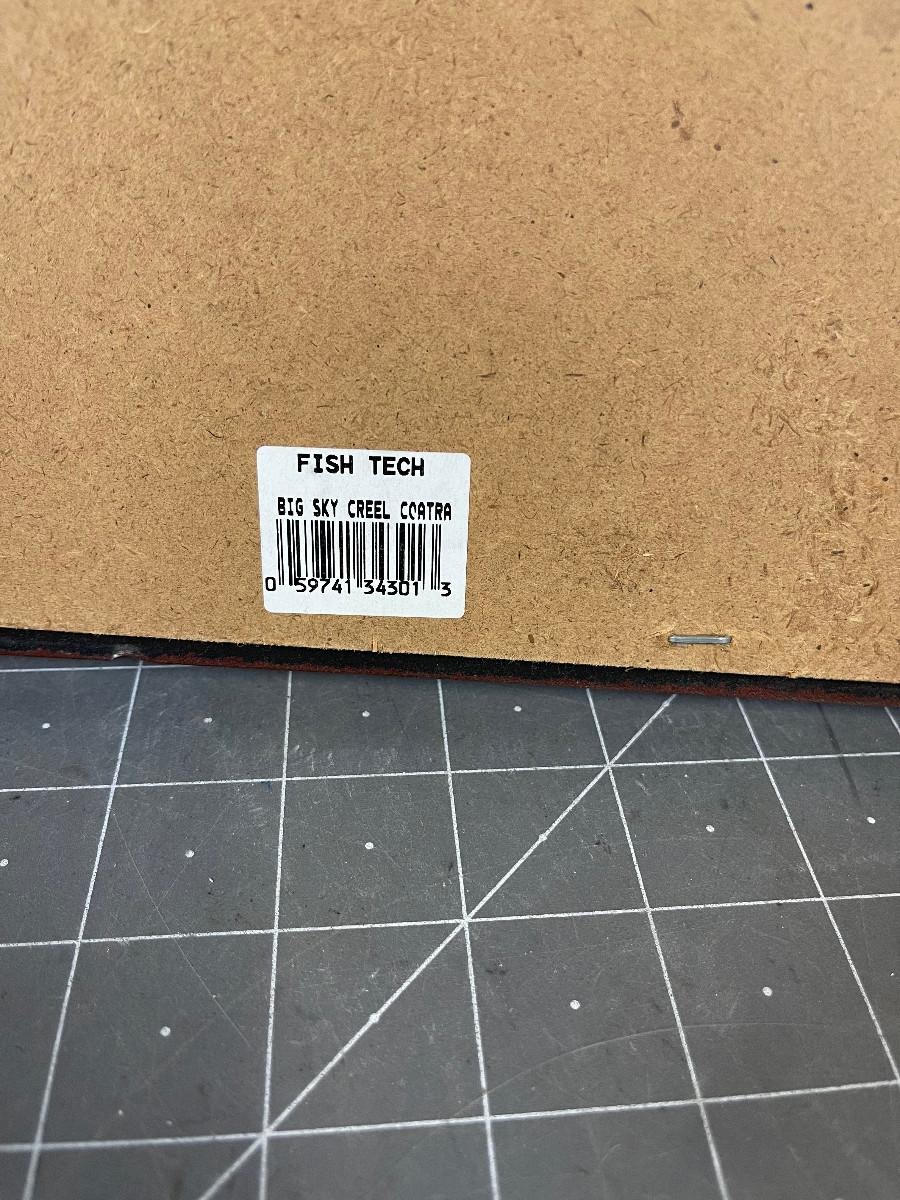 FISH TECH
BIG SKY CREEL COATRA
0 59741 34301 3